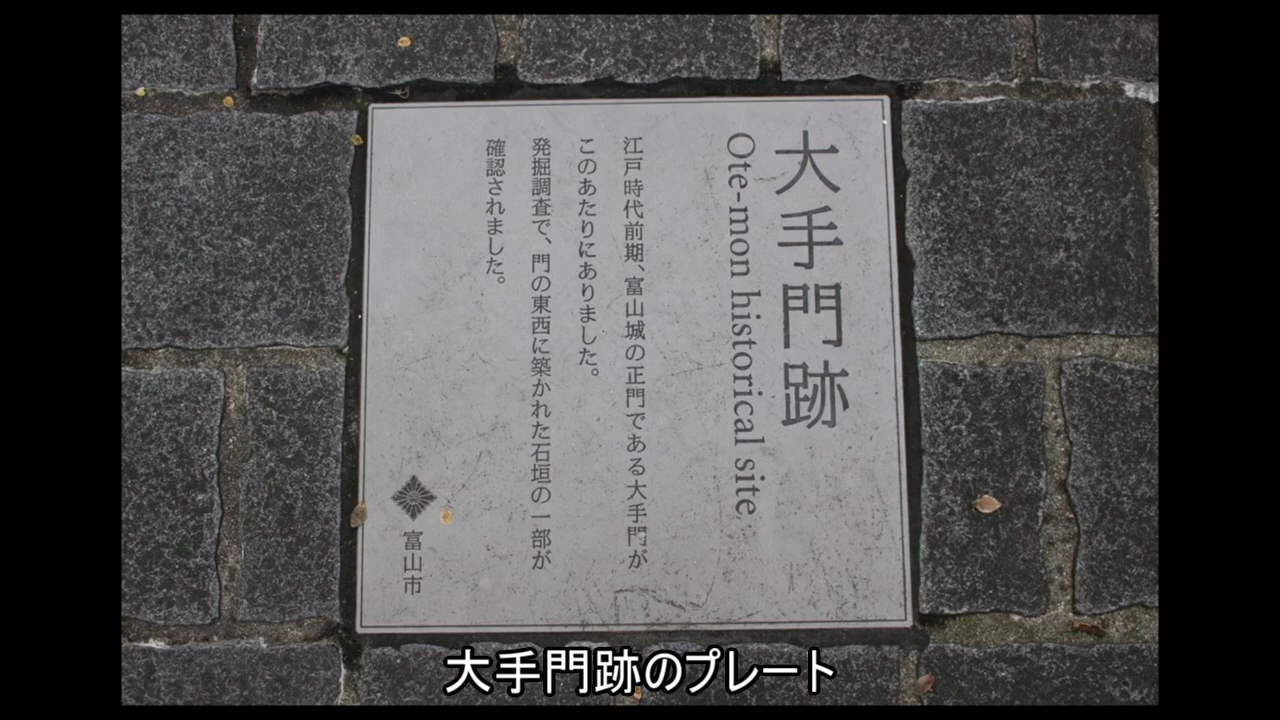 大手門跡
Ote-mon historical site
江戸時代前期、富山城の正門である大手門が
このあたりにありました。
発掘調査で、門の東西に築かれた石垣の一部が
確認されました。
富山市
大手門跡のプレート